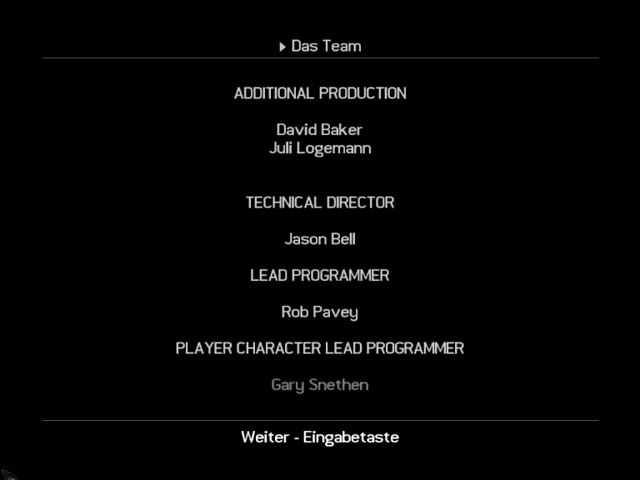 Das Team
ADDITIONAL PRODUCTION
David Baker
Juli Logemann
TECHNICAL DIRECTOR
Jason Bell
LEAD PROGRAMMER
Rob Pavey
PLAYER CHARACTER LEAD PROGRAMMER
Gary Snethen
Weiter - Eingabetaste